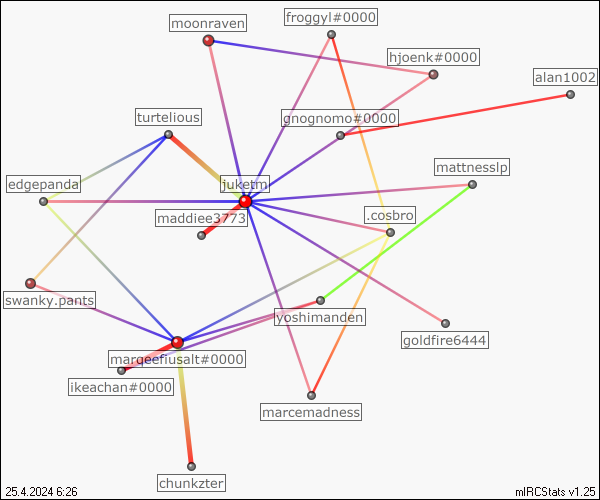 froggyl#0000
moonraven
hjoenk#0000
alan1002
gnognomo#0000
turtelious
mattnesslp
edgepanda
juketm
maddiee3773
.cosbro
swanky.pants
yoshimanden
goldfire6444
marqeefiusalt#0000
ikeachan#0000
marcemadness
chunkzter
25.4.2024 6:26
mIRCStats v1.25